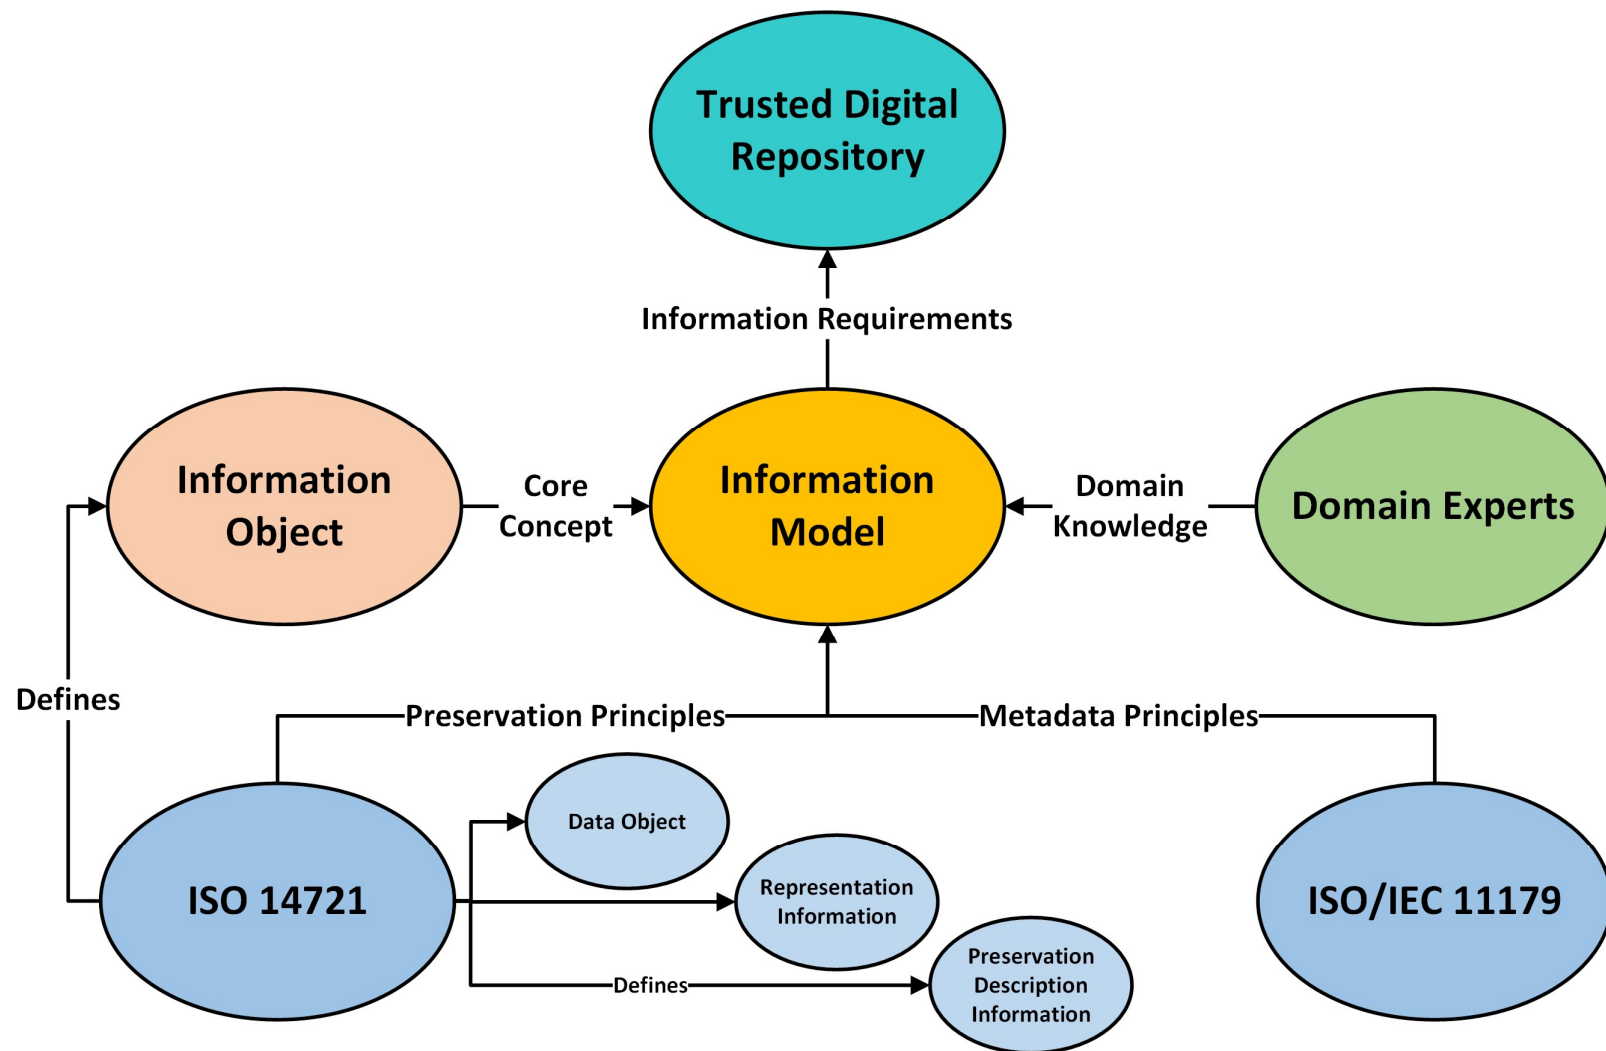 Trusted Digital
Repository
Information Requirements
Information
Object
Core
Concept
Information
Model
Domain
Knowledge
Domain Experts
Defines
Preservation Principles
Metadata Principles
Data Object
ISO 14721
Representation
Information
ISO/IEC 11179
Preservation
Description
Information
Defines